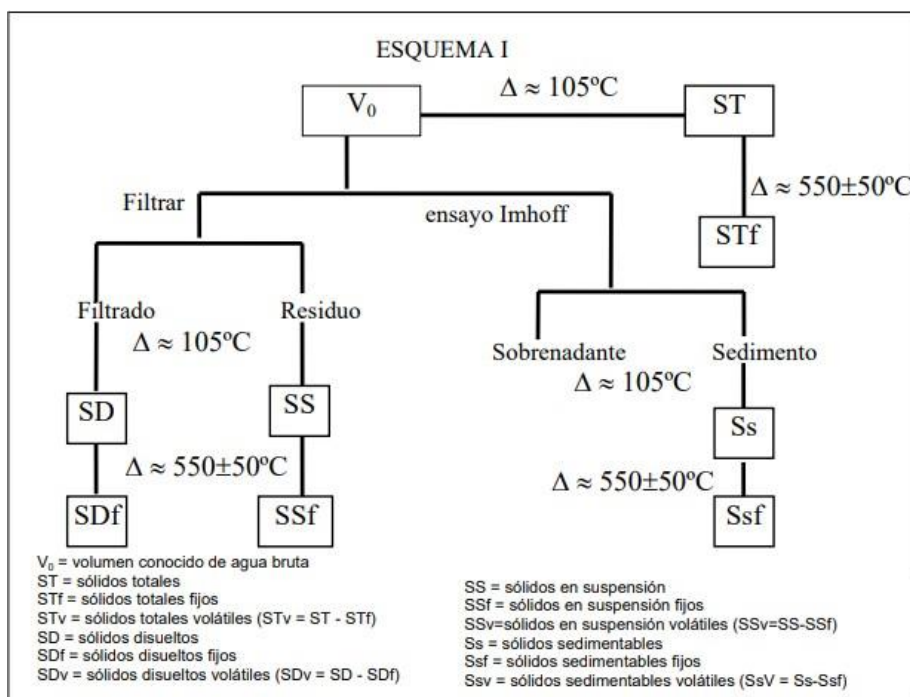 ESQUEMA I
Δ ≈ 105ºC
V₀
ST
Δ ≈ 550±50ºC
STf
Filtrar
ensayo Imhoff
Filtrado
Residuo
Δ ≈ 105ºC
Sobrenadante
Sedimento
Δ ≈ 105ºC
SD
SS
Ss
Δ ≈ 550±50ºC
Δ ≈ 550±50ºC
SDf
SSf
Ssf
V₀ = volumen conocido de agua bruta
ST = sólidos totales
STf = sólidos totales fijos
STv = sólidos totales volátiles (STv = ST - STf)
SD = sólidos disueltos
SDf = sólidos disueltos fijos
SDv = sólidos disueltos volátiles (SDv = SD - SDf)
SS = sólidos en suspensión
SSf = sólidos en suspensión fijos
SSv=sólidos en suspensión volátiles (SSv=SS-SSf)
Ss = sólidos sedimentables
Ssf = sólidos sedimentables fijos
Ssv = sólidos sedimentables volátiles (SsV = Ss-Ssf)